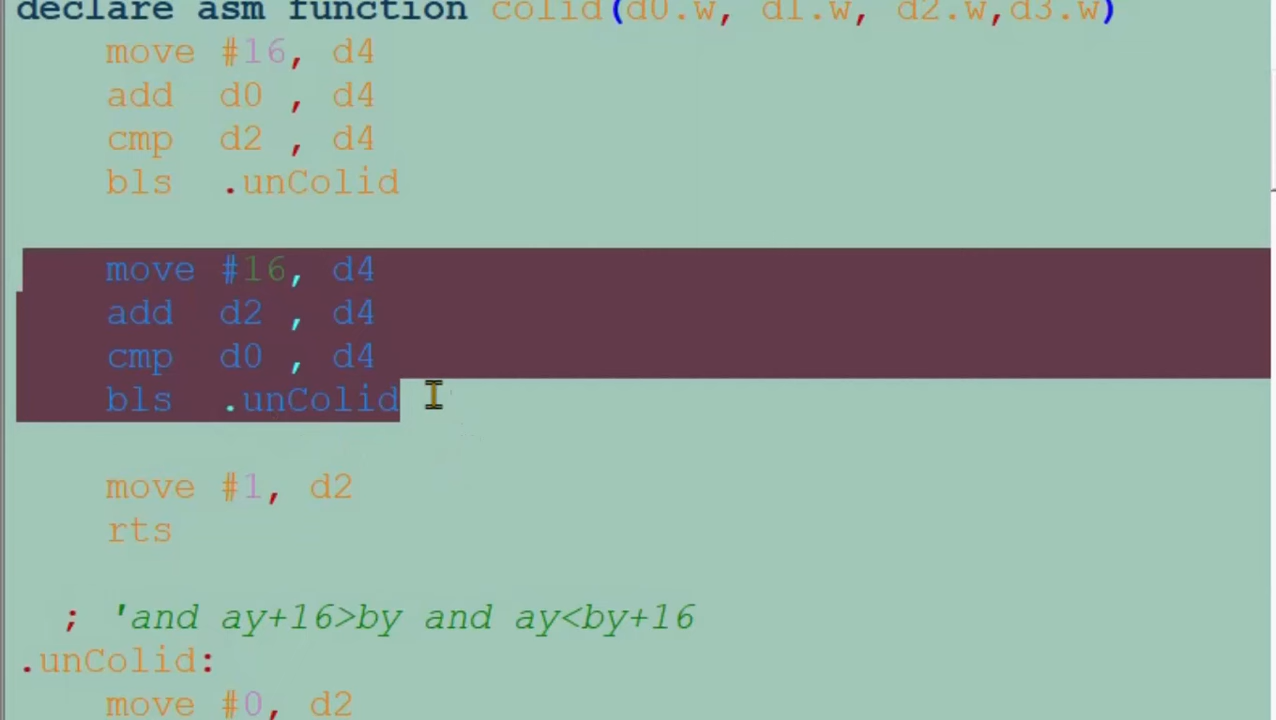 declare asm function colid(d0.w, d1.w, d2.w,d3.w)
move #16, d4
add d0 , d4
cmp d2 , d4
bls .unColid
move #16, d4
add d2 , d4
cmp d0 , d4
bls .unColid
move #1, d2
rts
; 'and ay+16>by and ay<by+16
.unColid:
move #0, d2